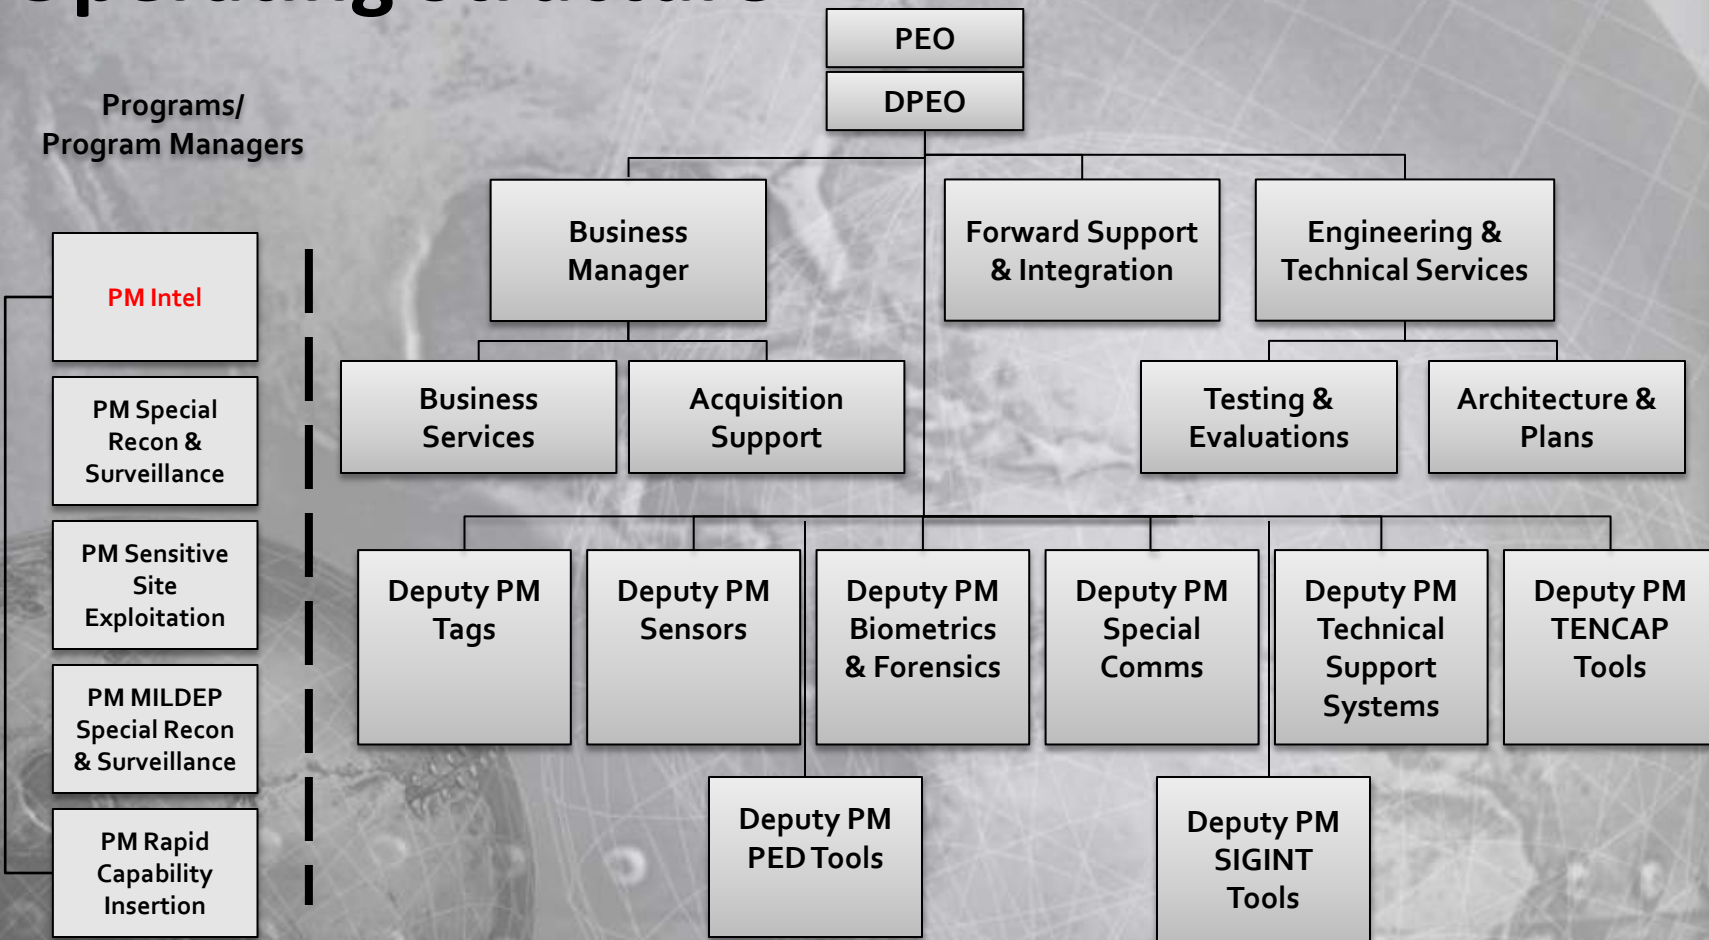 Operating Structure
PEO
DPEO
Programs/
Program Managers
PM Intel
PM Special
Recon &
Surveillance
PM Sensitive
Site
Exploitation
PM MILDEP
Special Recon
& Surveillance
PM Rapid
Capability
Insertion
Business
Manager
Forward Support
& Integration
Engineering &
Technical Services
Business
Services
Acquisition
Support
Testing &
Evaluations
Architecture &
Plans
Deputy PM
Tags
Deputy PM
Sensors
Deputy PM
Biometrics
& Forensics
Deputy PM
Special
Comms
Deputy PM
Technical
Support
Systems
Deputy PM
TENCAP
Tools
Deputy PM
PED Tools
Deputy PM
SIGINT
Tools